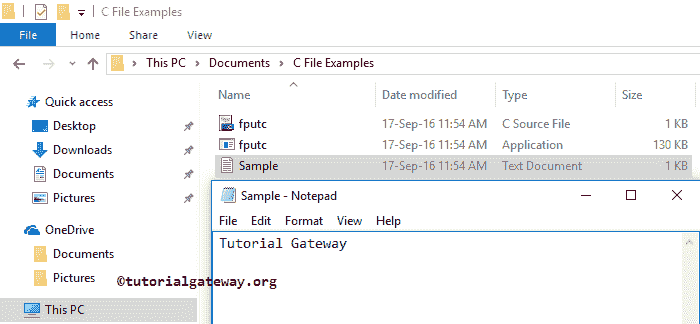 C File Examples
File Home Share View
This PC > Documents > C File Examples
Name Date modified Type Size
Quick access
Desktop
Downloads
Documents
Pictures
OneDrive
Documents
Pictures
This PC
fputc 17-Sep-16 11:54 AM C Source File 1 KB
fputc 17-Sep-16 11:54 AM Application 130 KB
Sample 17-Sep-16 11:54 AM Text Document 1 KB
Sample - Notepad
File Edit Format View Help
Tutorial Gateway
©tutorialgateway.org